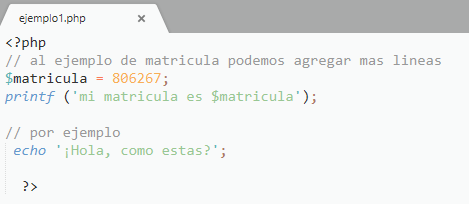 ejemplo1.php ×
<?php
// al ejemplo de matricula podemos agregar mas lineas
$matricula = 806267;
printf ('mi matricula es $matricula');
// por ejemplo
echo '¡Hola, como estas?';
?>